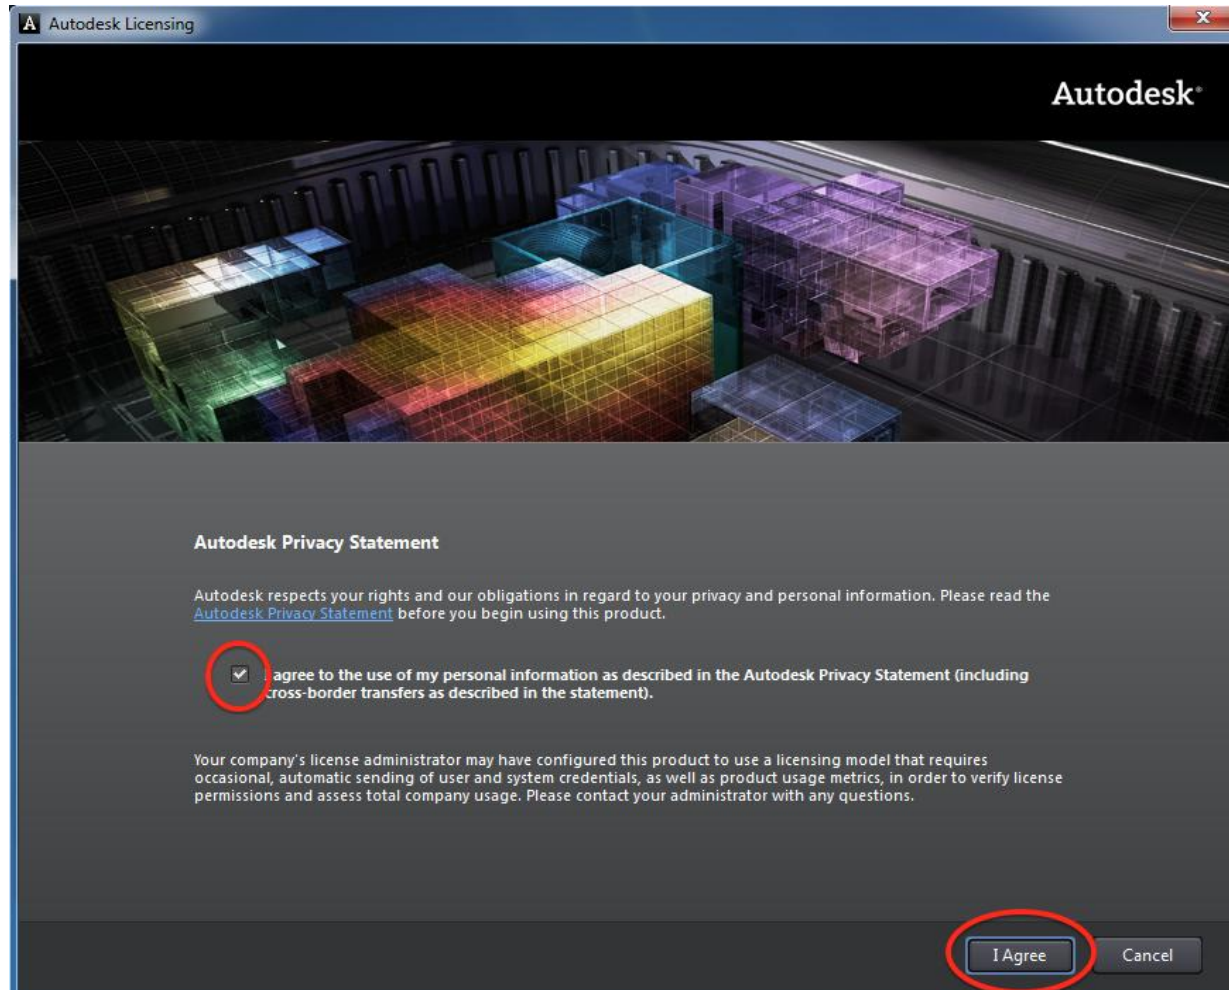 Autodesk Licensing
Autodesk
Autodesk Privacy Statement
Autodesk respects your rights and our obligations in regard to your privacy and personal information. Please read the
Autodesk Privacy Statement before you begin using this product.
I agree to the use of my personal information as described in the Autodesk Privacy Statement (including
cross-border transfers as described in the statement).
Your company's license administrator may have configured this product to use a licensing model that requires
occasional, automatic sending of user and system credentials, as well as product usage metrics, in order to verify license
permissions and assess total company usage. Please contact your administrator with any questions.
I Agree Cancel